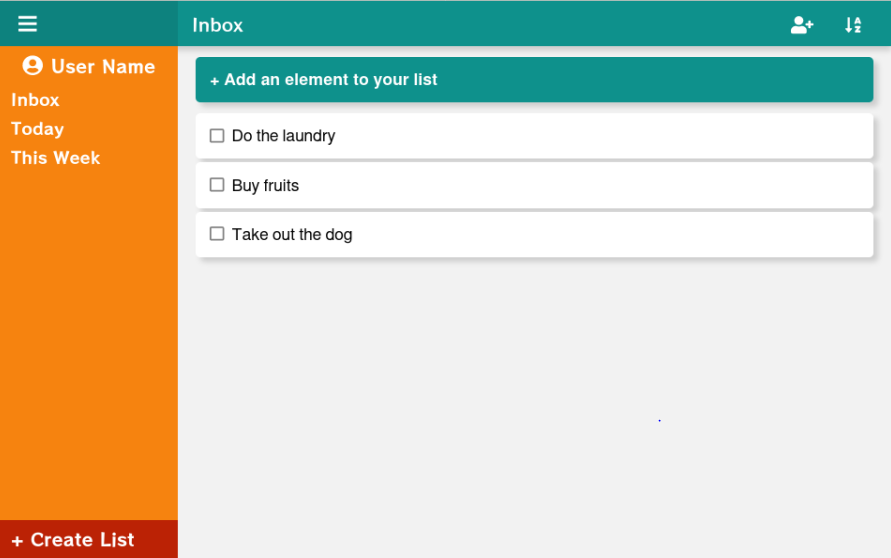 Inbox
User Name
Inbox
Today
This Week
+ Create List
+ Add an element to your list
Do the laundry
Buy fruits
Take out the dog